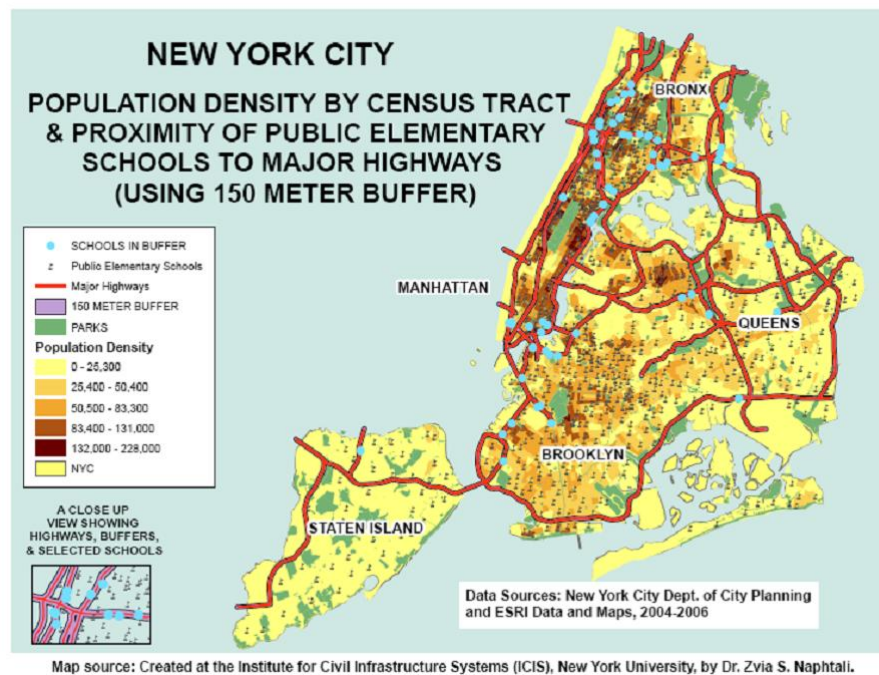 NEW YORK CITY
POPULATION DENSITY BY CENSUS TRACT
& PROXIMITY OF PUBLIC ELEMENTARY
SCHOOLS TO MAJOR HIGHWAYS
(USING 150 METER BUFFER)
BRONX
MANHATTAN
QUEENS
BROOKLYN
STATEN ISLAND
SCHOOLS IN BUFFER
Public Elementary Schools
Major Highways
150 METER BUFFER
PARKS
Population Density
0 - 25,300
25,400 - 50,400
50,500 - 83,300
83,400 - 131,000
132,000 - 228,000
NYC
A CLOSE UP
VIEW SHOWING
HIGHWAYS, BUFFERS,
& SELECTED SCHOOLS
Data Sources: New York City Dept. of City Planning
and ESRI Data and Maps, 2004-2006
Map source: Created at the Institute for Civil Infrastructure Systems (ICIS), New York University, by Dr. Zvia S. Naphtali.